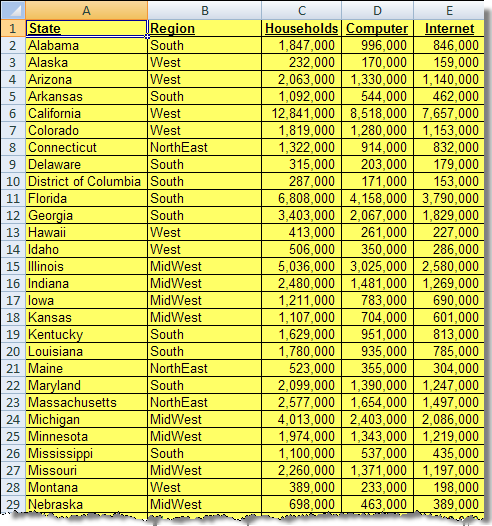 A B C D E
1 State Region Households Computer Internet
2 Alabama South 1,847,000 996,000 846,000
3 Alaska West 232,000 170,000 159,000
4 Arizona West 2,063,000 1,330,000 1,140,000
5 Arkansas South 1,092,000 544,000 462,000
6 California West 12,841,000 8,518,000 7,657,000
7 Colorado West 1,819,000 1,280,000 1,153,000
8 Connecticut NorthEast 1,322,000 914,000 832,000
9 Delaware South 315,000 203,000 179,000
10 District of Columbia South 287,000 171,000 153,000
11 Florida South 6,808,000 4,158,000 3,790,000
12 Georgia South 3,403,000 2,067,000 1,829,000
13 Hawaii West 413,000 261,000 227,000
14 Idaho West 506,000 350,000 286,000
15 Illinois MidWest 5,036,000 3,025,000 2,580,000
16 Indiana MidWest 2,480,000 1,481,000 1,269,000
17 Iowa MidWest 1,211,000 783,000 690,000
18 Kansas MidWest 1,107,000 704,000 601,000
19 Kentucky South 1,629,000 951,000 813,000
20 Louisiana South 1,780,000 935,000 785,000
21 Maine NorthEast 523,000 355,000 304,000
22 Maryland South 2,099,000 1,390,000 1,247,000
23 Massachusetts NorthEast 2,577,000 1,654,000 1,497,000
24 Michigan MidWest 4,013,000 2,403,000 2,086,000
25 Minnesota MidWest 1,974,000 1,343,000 1,219,000
26 Mississippi South 1,100,000 537,000 435,000
27 Missouri MidWest 2,260,000 1,371,000 1,197,000
28 Montana West 389,000 233,000 198,000
29 Nebraska MidWest 698,000 463,000 389,000